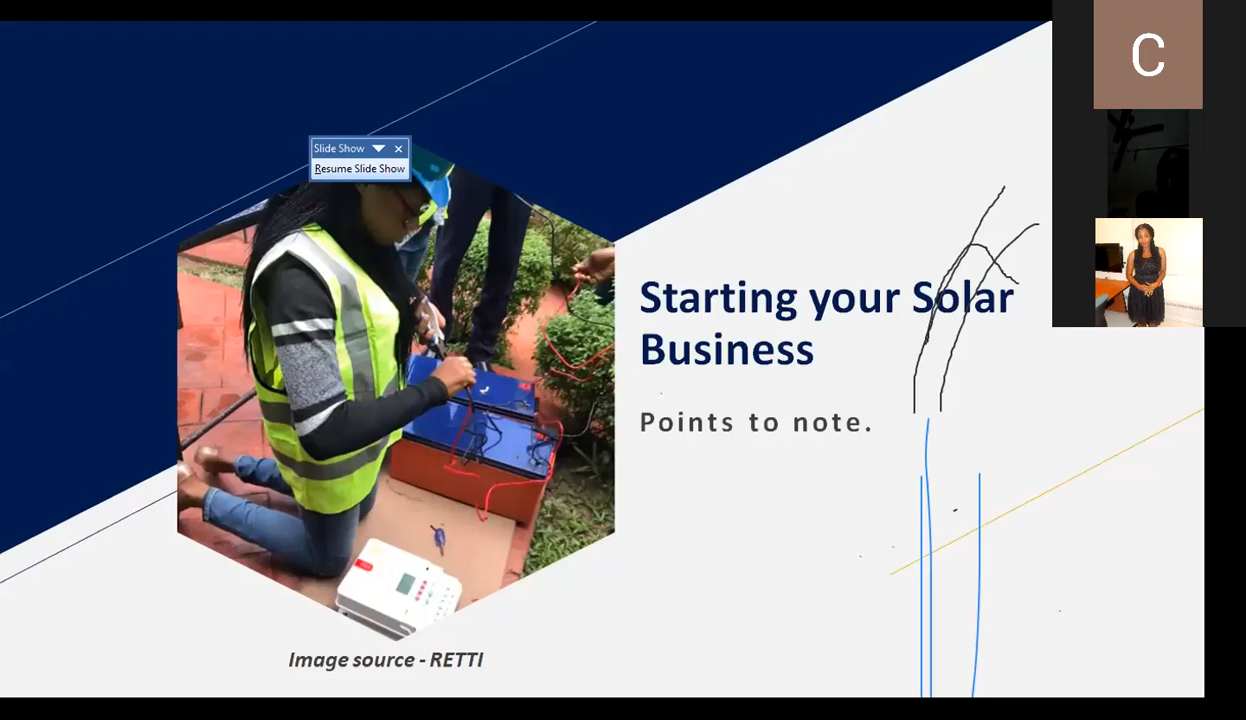 C
Slide Show
Resume Slide Show
Starting your Solar
Business
Points to note.
Image source - RETTI